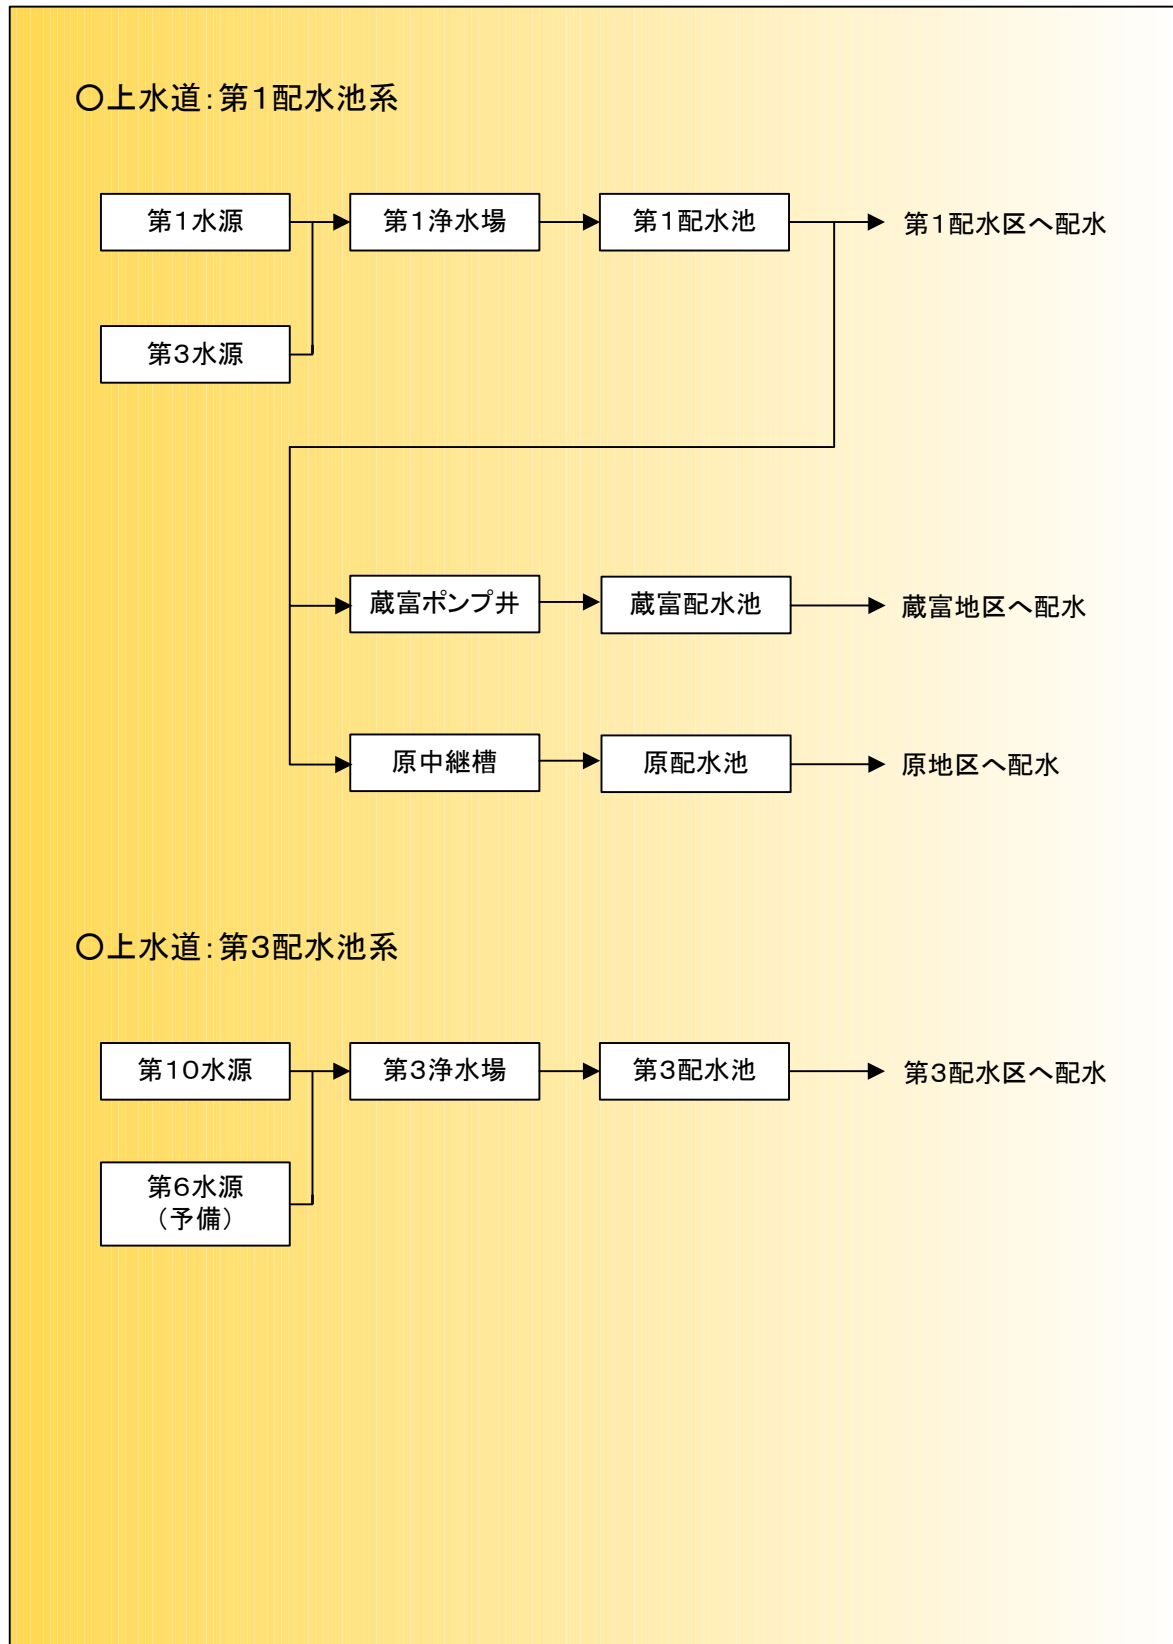 〇上水道:第1配水池系
第1水源
第1浄水場
第1配水池
第1配水区へ配水
第3水源
蔵富ポンプ井
蔵富配水池
蔵富地区へ配水
原中継槽
原配水池
原地区へ配水
〇上水道:第3配水池系
第10水源
第3浄水場
第3配水池
第3配水区へ配水
第6水源
(予備)